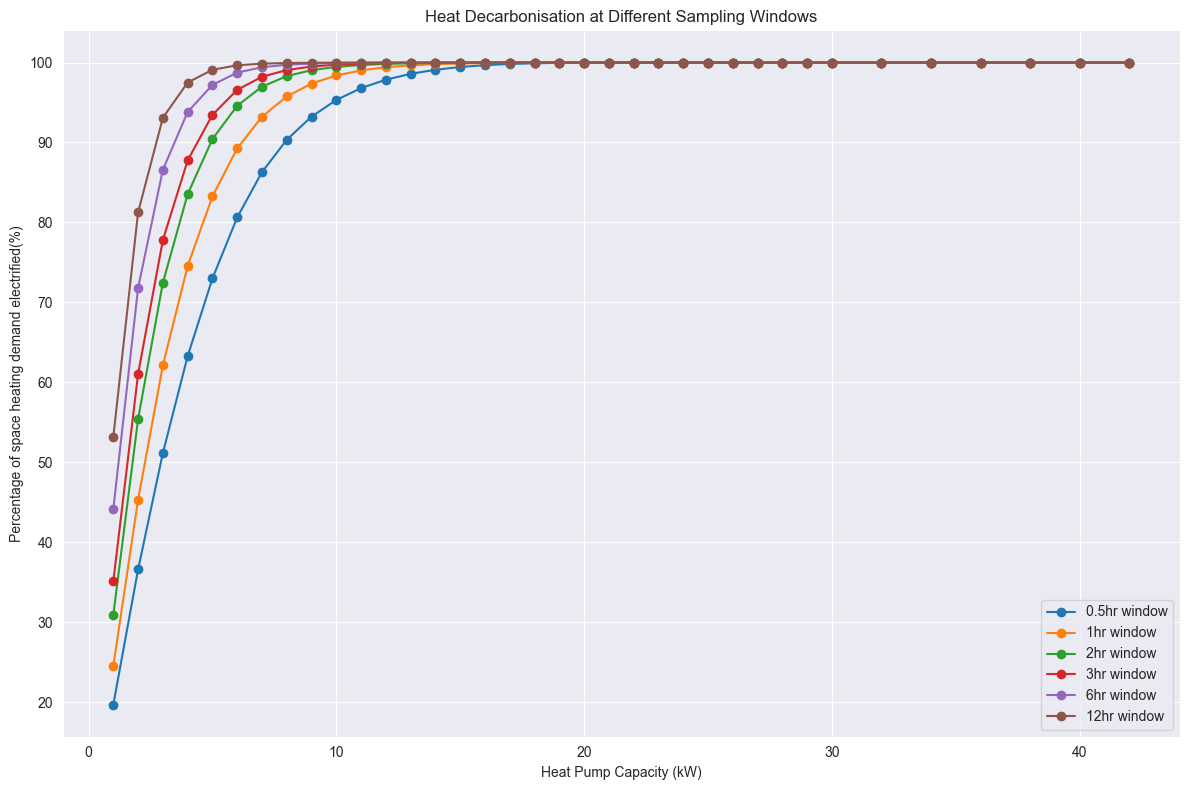 Heat Decarbonisation at Different Sampling Windows
Percentage of space heating demand electrified(%)
100
90
80
70
60
50
40
30
20
0
10
20
30
40
Heat Pump Capacity (kW)
0.5hr window
1hr window
2hr window
3hr window
6hr window
12hr window